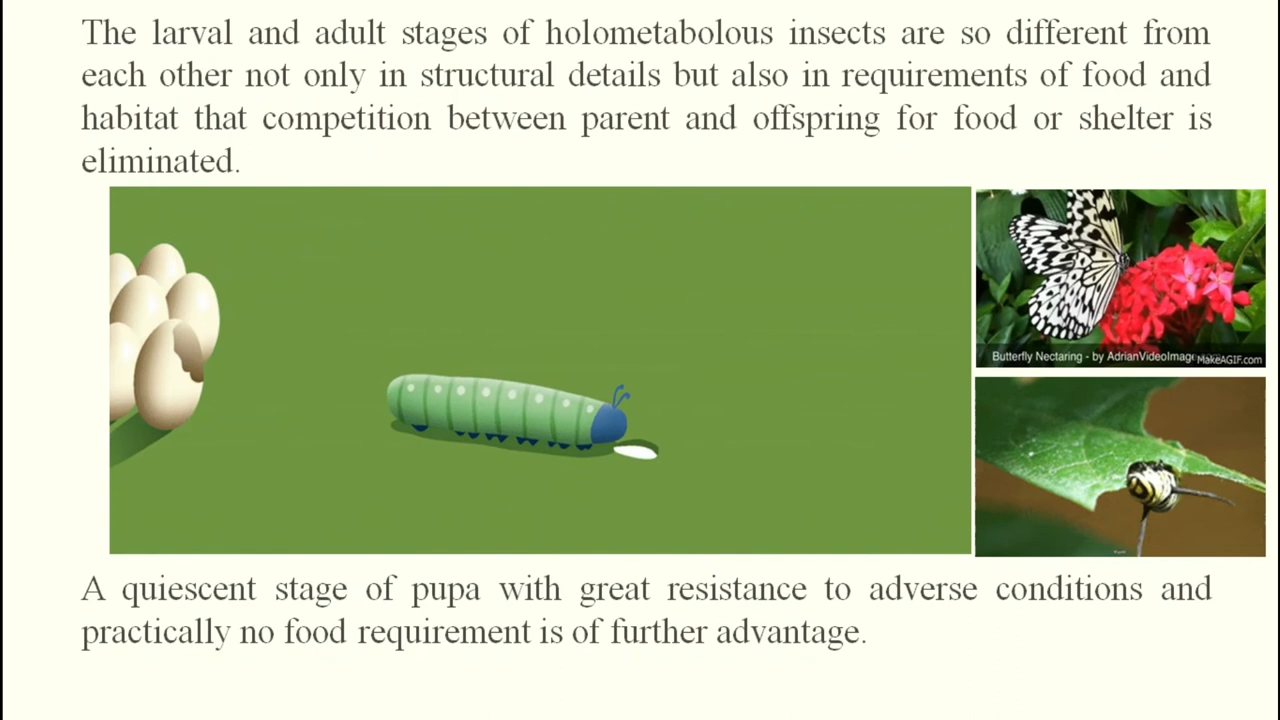 The larval and adult stages of holometabolous insects are so different from
each other not only in structural details but also in requirements of food and
habitat that competition between parent and offspring for food or shelter is
eliminated.
Butterfly Nectaring - by AdrianVideoImage
MakeAGIF.com
A quiescent stage of pupa with great resistance to adverse conditions and
practically no food requirement is of further advantage.